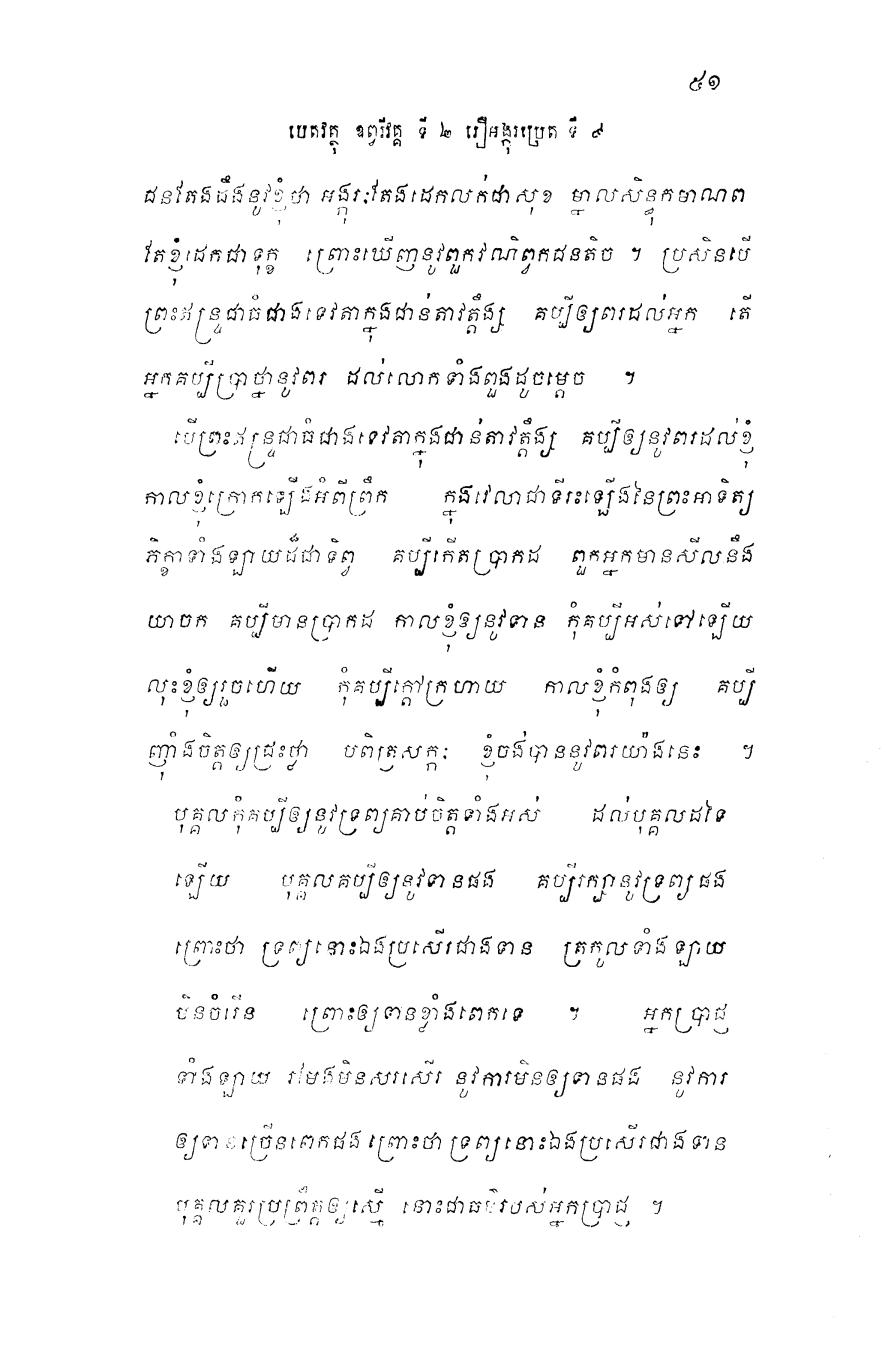 ៥១
បេតវត្ថុ ឧព្វរីវគ្គ ទី ២ រឿអង្កុរប្រេត ទី ៩
ជនតែងដឹងនូវខ្ញុំថា អង្កុរៈតែងដេកលក់ជាសុខ ម្នាលសិន្ធុកមាណព
តែខ្ញុំដេកជាទុក្ខ ព្រោះឃើញនូវពួកវណិព្វកជនតិច ។ ប្រសិនបើ
ព្រះឥន្ទ្រជាធំជាងទេវតាក្នុងជាន់តាវត្តឹង្ស គប្បីឲ្យពរដល់អ្នក តើ
អ្នកគប្បីប្រាថ្នានូវពរ ដល់លោកទាំងពួងដូចម្តេច ។
បើព្រះឥន្ទ្រជាធំជាងទេវតាក្នុងជាន់តាវត្តឹង្ស គប្បីឲ្យនូវពរដល់ខ្ញុំ
កាលខ្ញុំក្រោកឡើងអំពីព្រឹក ក្នុងវេលាជាទីរះឡើងនៃព្រះអាទិត្យ
ភិក្ខាទាំងឡាយដ៏ជាទិព្វ គប្បីកើតប្រាកដ ពួកអ្នកមានសីលនឹង
យាចក គប្បីមានប្រាកដ កាលខ្ញុំឲ្យនូវទាន កុំគប្បីអស់ទៅឡើយ
លុះខ្ញុំឲ្យរួចហើយ កុំគប្បីក្តៅក្រហាយ កាលខ្ញុំកំពុងឲ្យ គប្បី
ញ៉ាំងចិត្តឲ្យជ្រះថ្លា បពិត្រសក្កៈ ខ្ញុំចង់បាននូវពរយ៉ាងនេះ ។
បុគ្គលកុំគប្បីឲ្យនូវទ្រព្យគាប់ចិត្តទាំងអស់ ដល់បុគ្គលដទៃ
ឡើយ បុគ្គលគប្បីឲ្យនូវទានផង គប្បីរក្សានូវទ្រព្យផង
ព្រោះថា ទ្រព្យនោះឯងប្រសើរជាងទាន ត្រកូលទាំងឡាយ
មិនចំរើន ព្រោះឲ្យទានខ្លាំងពេកទេ ។ អ្នកប្រាជ្ញ
ទាំងឡាយ រមែងមិនសរសើរ នូវការមិនឲ្យទានផង នូវការ
ឲ្យទានច្រើនពេកផង ព្រោះថា ទ្រព្យនោះឯងប្រសើរជាងទាន
បុគ្គលគួរប្រព្រឹត្តឲ្យស្មើ នោះជាធម៌របស់អ្នកប្រាជ្ញ ។